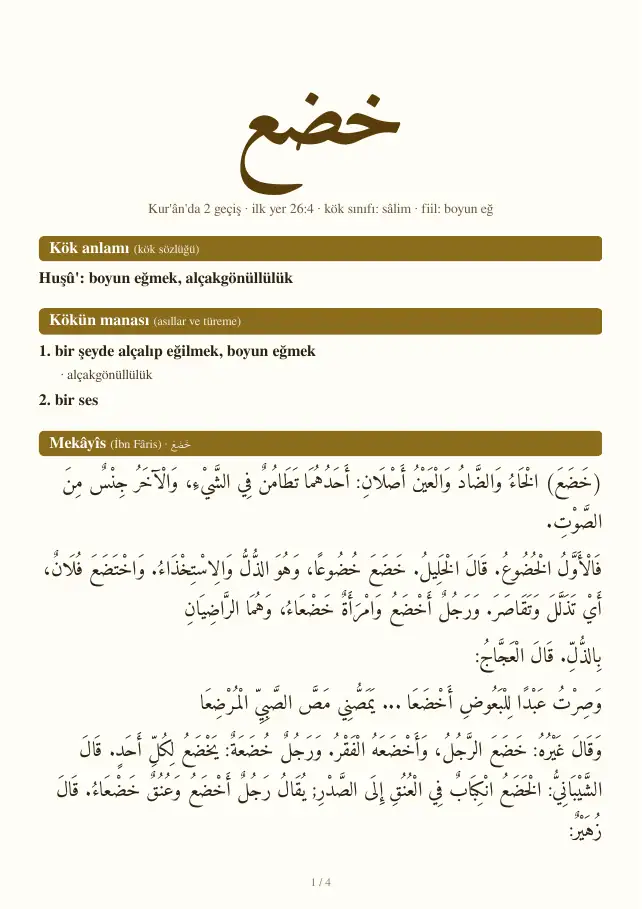 خضع
Kur'ân'da 2 geçiş · ilk yer 26:4 · kök sınıfı: sâlim · fiil: boyun eğ
Kök anlamı (kök sözlüğü)
Huşû': boyun eğmek, alçakgönüllülük
Kökün manası (asıllar ve türeme)
1. bir şeyde alçalıp eğilmek, boyun eğmek
· alçakgönüllülük
2. bir ses
Mekâyîs (İbn Fâris) · خَضَعَ
(خَضَعَ) الْخَاءُ وَالضَّادُ وَالْعَيْنُ أَصْلَانِ: أَحَدُهُمَا تَطَامُنٌ فِي الشَّيْءِ، وَالْآخَرُ جِنْسٌ مِنَ
الصَّوْتِ.
فَالْأَوَّلُ الْخُضُوعُ. قَالَ الْخَلِيلُ. خَضَعَ خُضُوعًا، وَهُوَ الذُّلُّ وَالِاسْتِخْذَاءُ. وَاخْتَضَعَ فُلَانٌ،
أَيْ تَذَلَّلَ وَتَقَاصَرَ. وَرَجُلٌ أَخْضَعُ وَامْرَأَةٌ خَضْعَاءُ، وَهُمَا الرَّاضِيَانِ
بِالذُّلِّ. قَالَ الْعَجَّاجُ:
وَصِرْتُ عَبْدًا لِلْبَعُوضِ أَخْضَعَا ... يَمَصُّنِي مَصَّ الصَّبِيِّ الْمُرْضِعَا
وَقَالَ غَيْرُهُ: خَضَعَ الرَّجُلُ، وَأَخْضَعَهُ الْفَقْرُ. وَرَجُلٌ خُضَعَةٌ: يَخْضَعُ لِكُلِّ أَحَدٍ. قَالَ
الشَّيْبَانِيُّ: الْخَضَعُ انْكِبَابٌ فِي الْعُنُقِ إِلَى الصَّدْرِ; يُقَالُ رَجُلٌ أَخْضَعُ وَعُنُقٌ خَضْعَاءُ. قَالَ
زُهَيْرٌ:
1 / 4